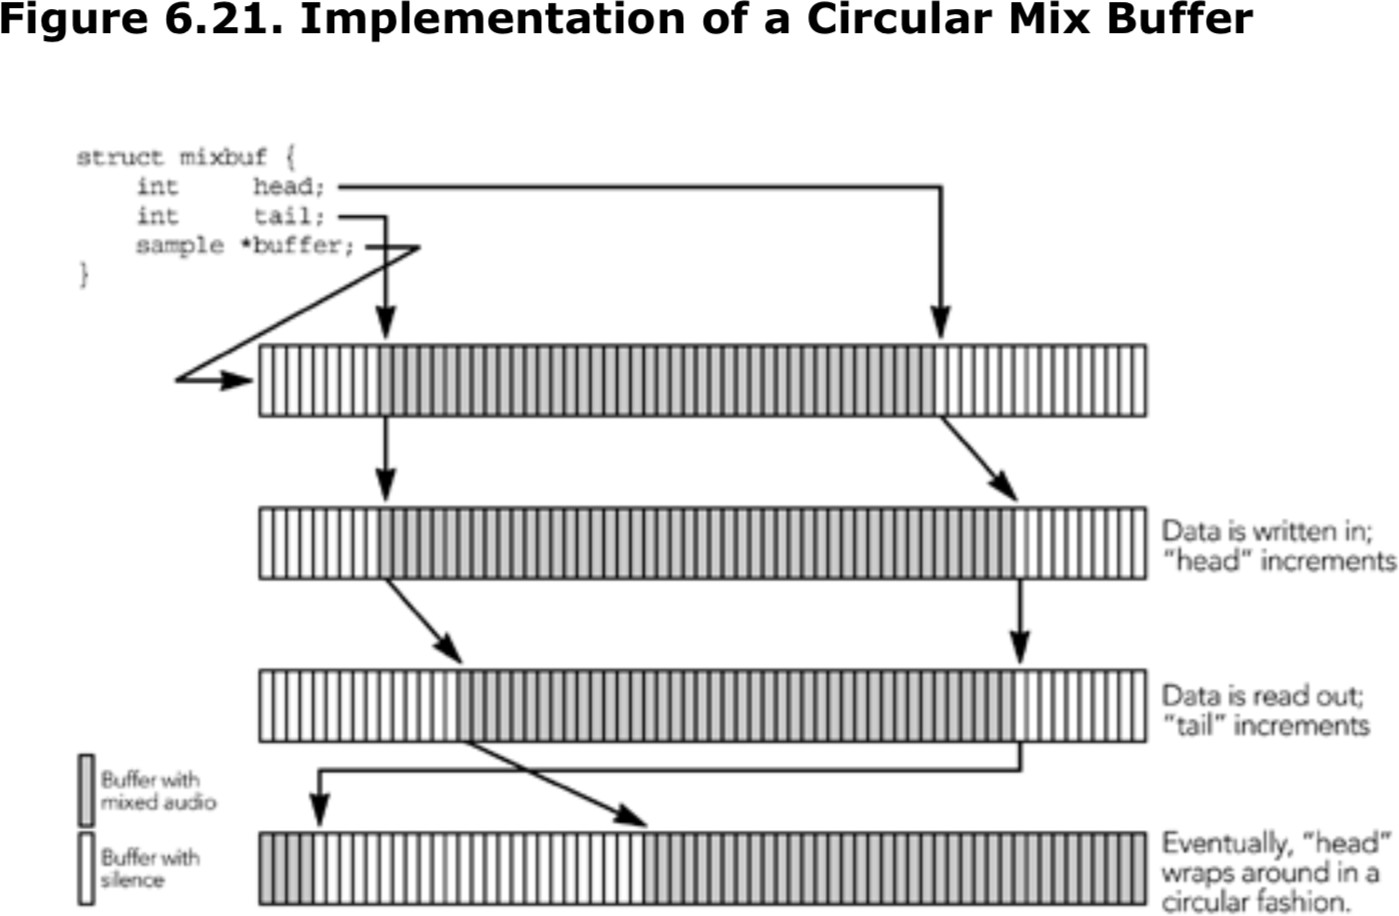 Figure 6.21. Implementation of a Circular Mix Buffer
struct mixbuf {
int head;
int tail;
sample *buffer;
}
Data is written in;
“head” increments
Data is read out;
“tail” increments
Buffer with
mixed audio
Buffer with
silence
Eventually, “head”
wraps around in a
circular fashion.